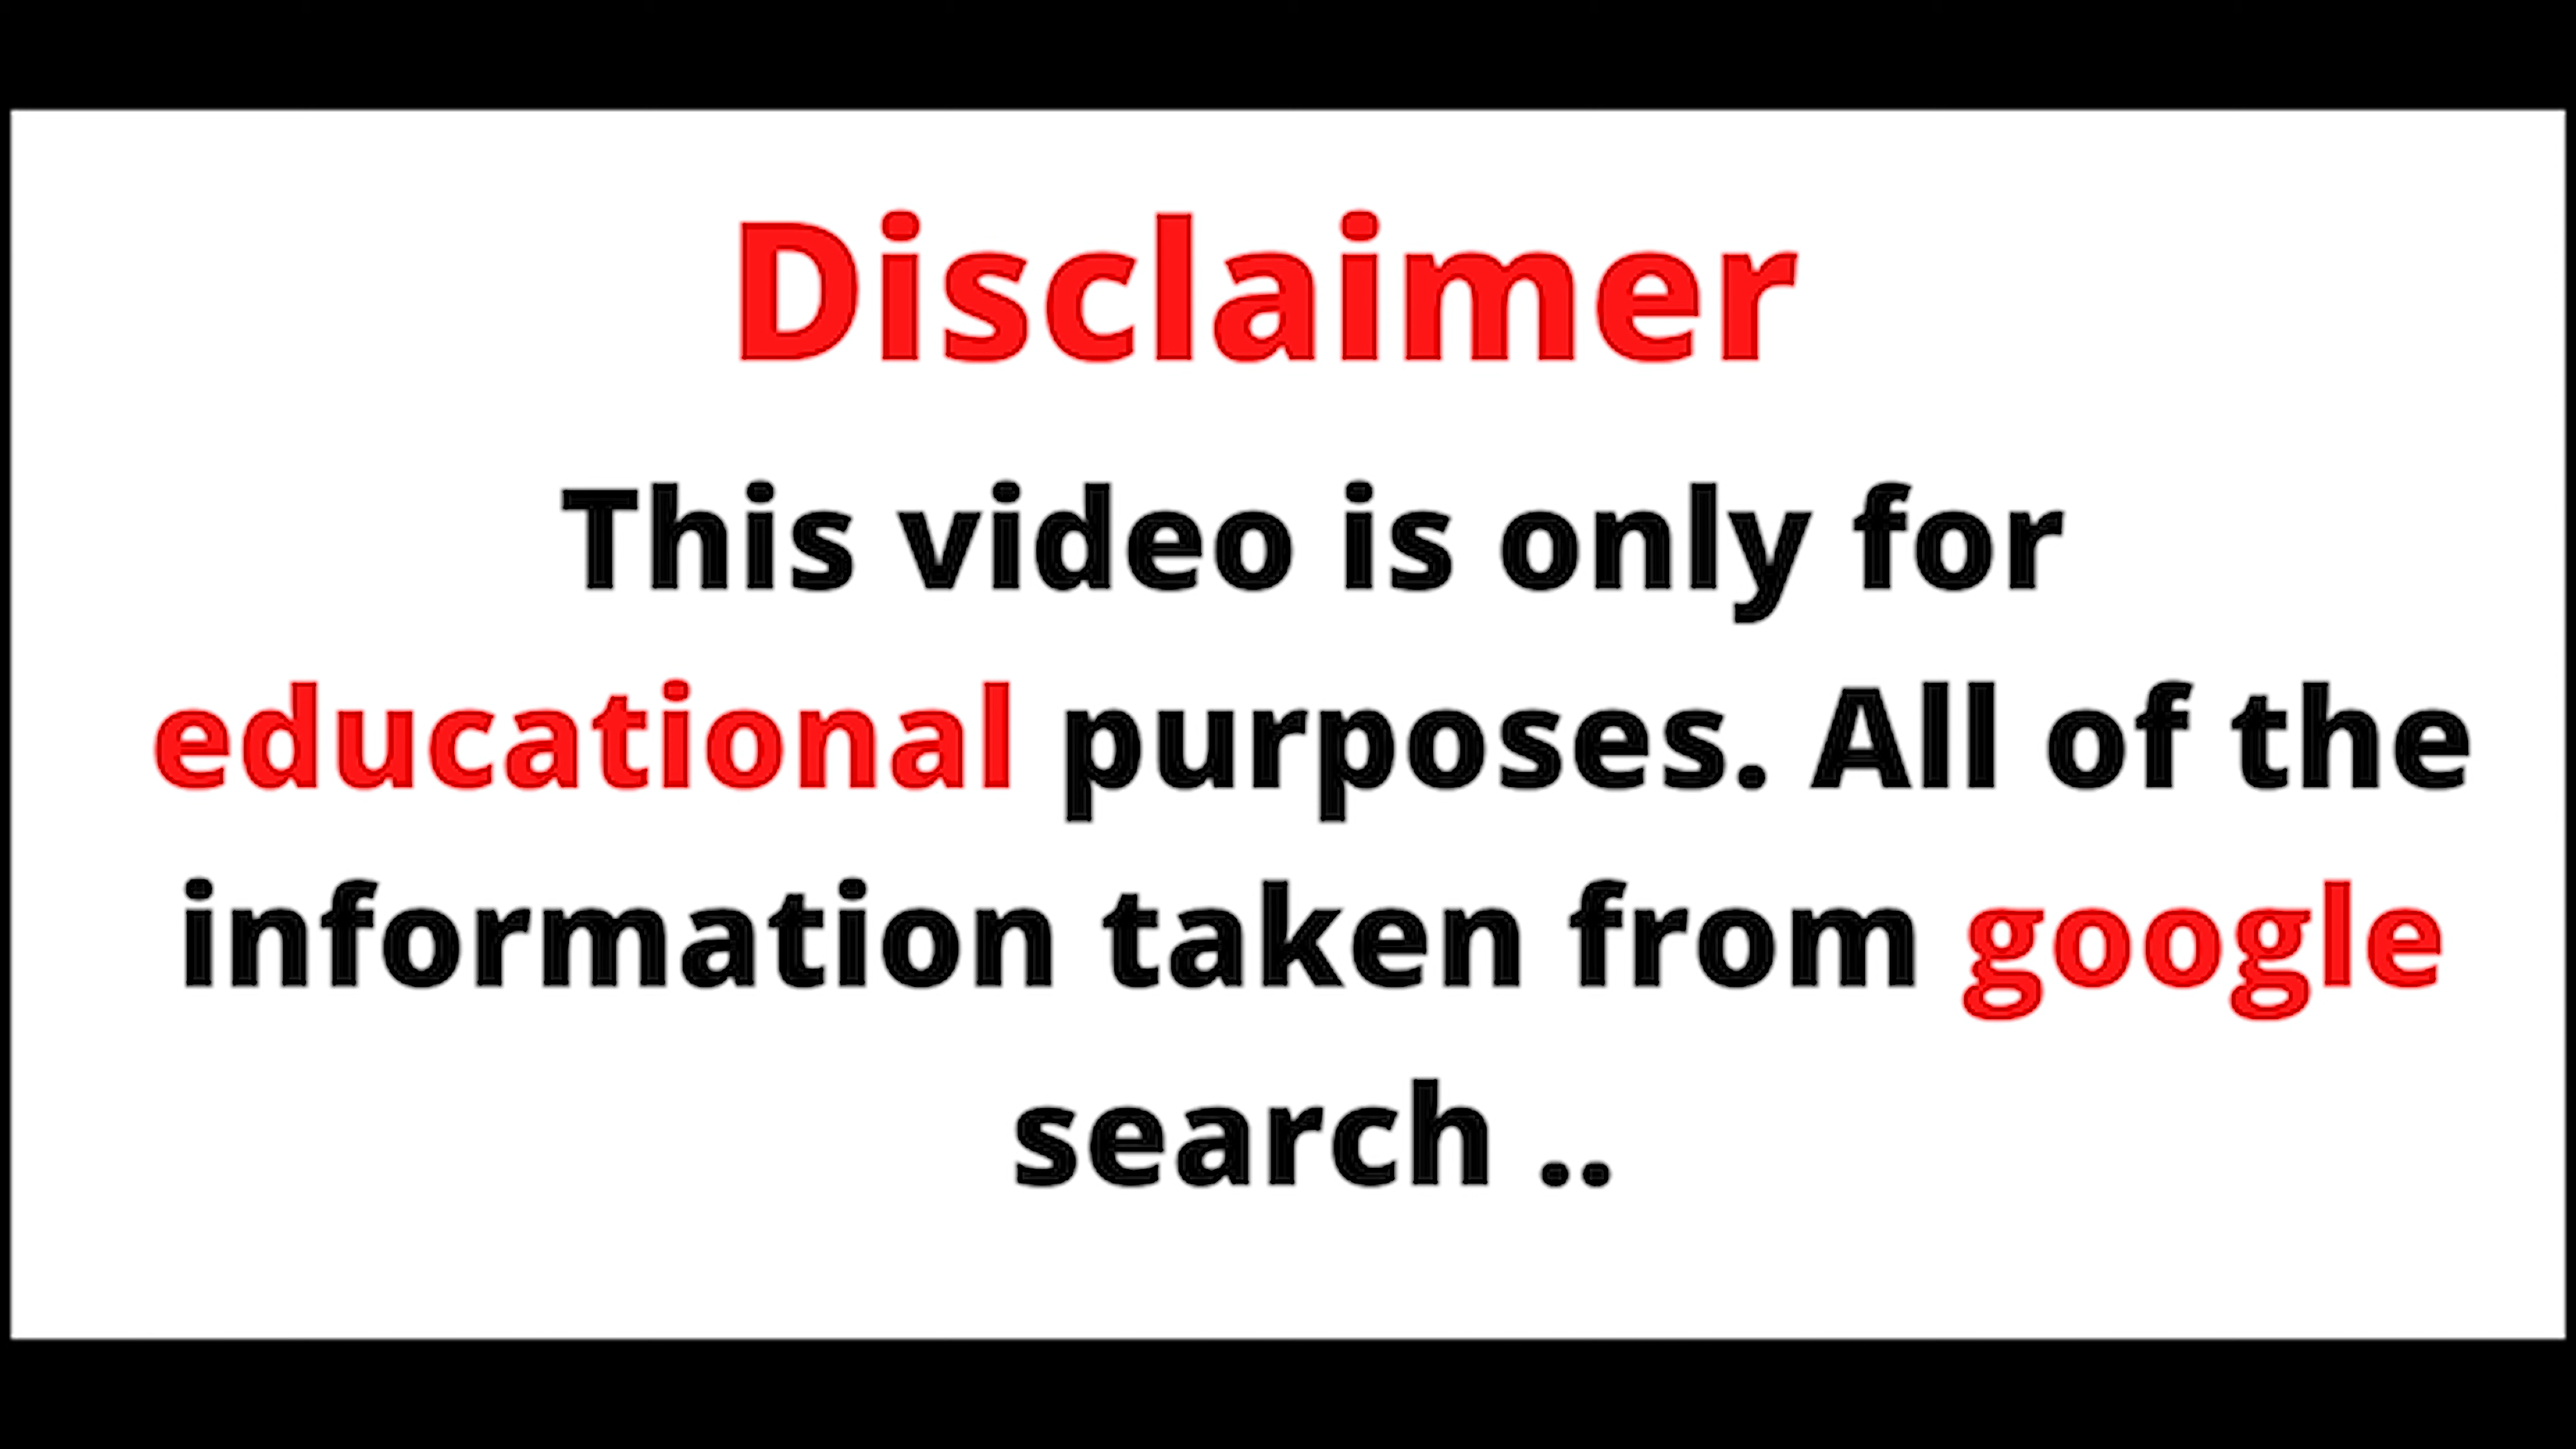 Disclaimer
This video is only for
educational purposes. All of the
information taken from google
search ..